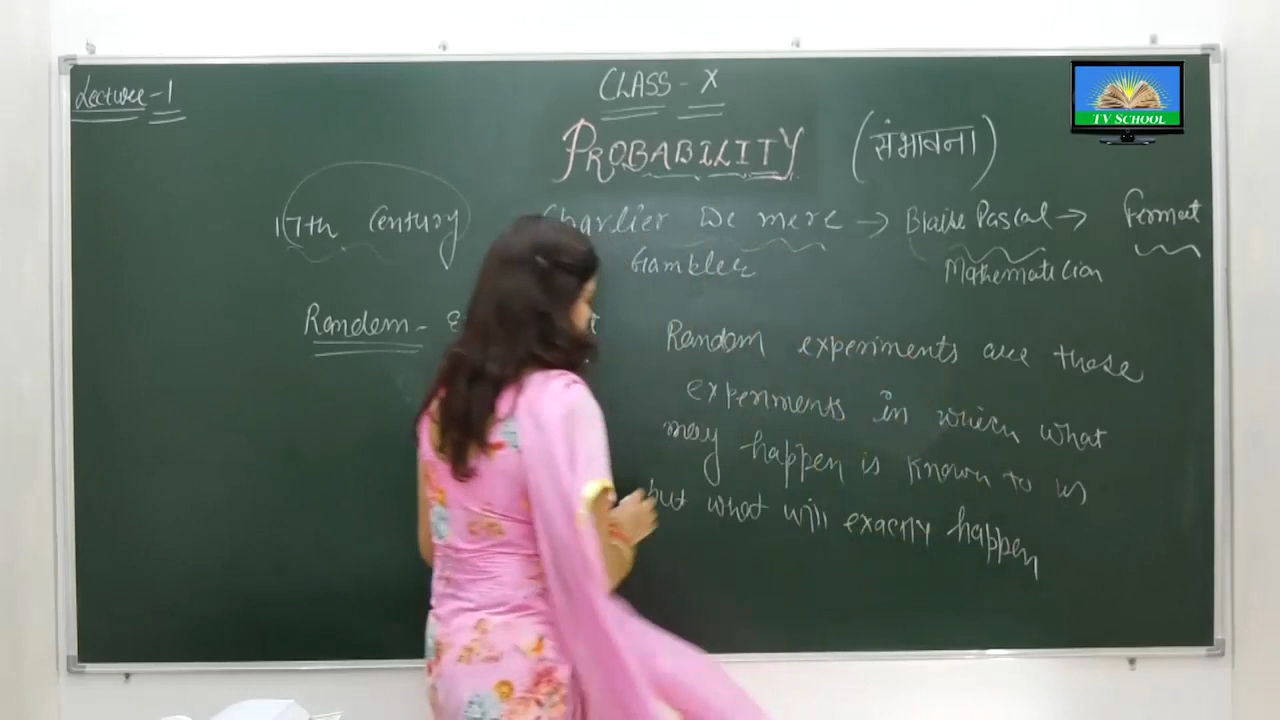 Lecture-1
CLASS - X
TV SCHOOL
PROBABILITY (संभावना)
17th Century Charlier De mere → Blaise Pascal → Fermat
Gambler Mathematician
Random -
Random experiments are those
experiments in which what
may happen is known to us
but what will exactly happen